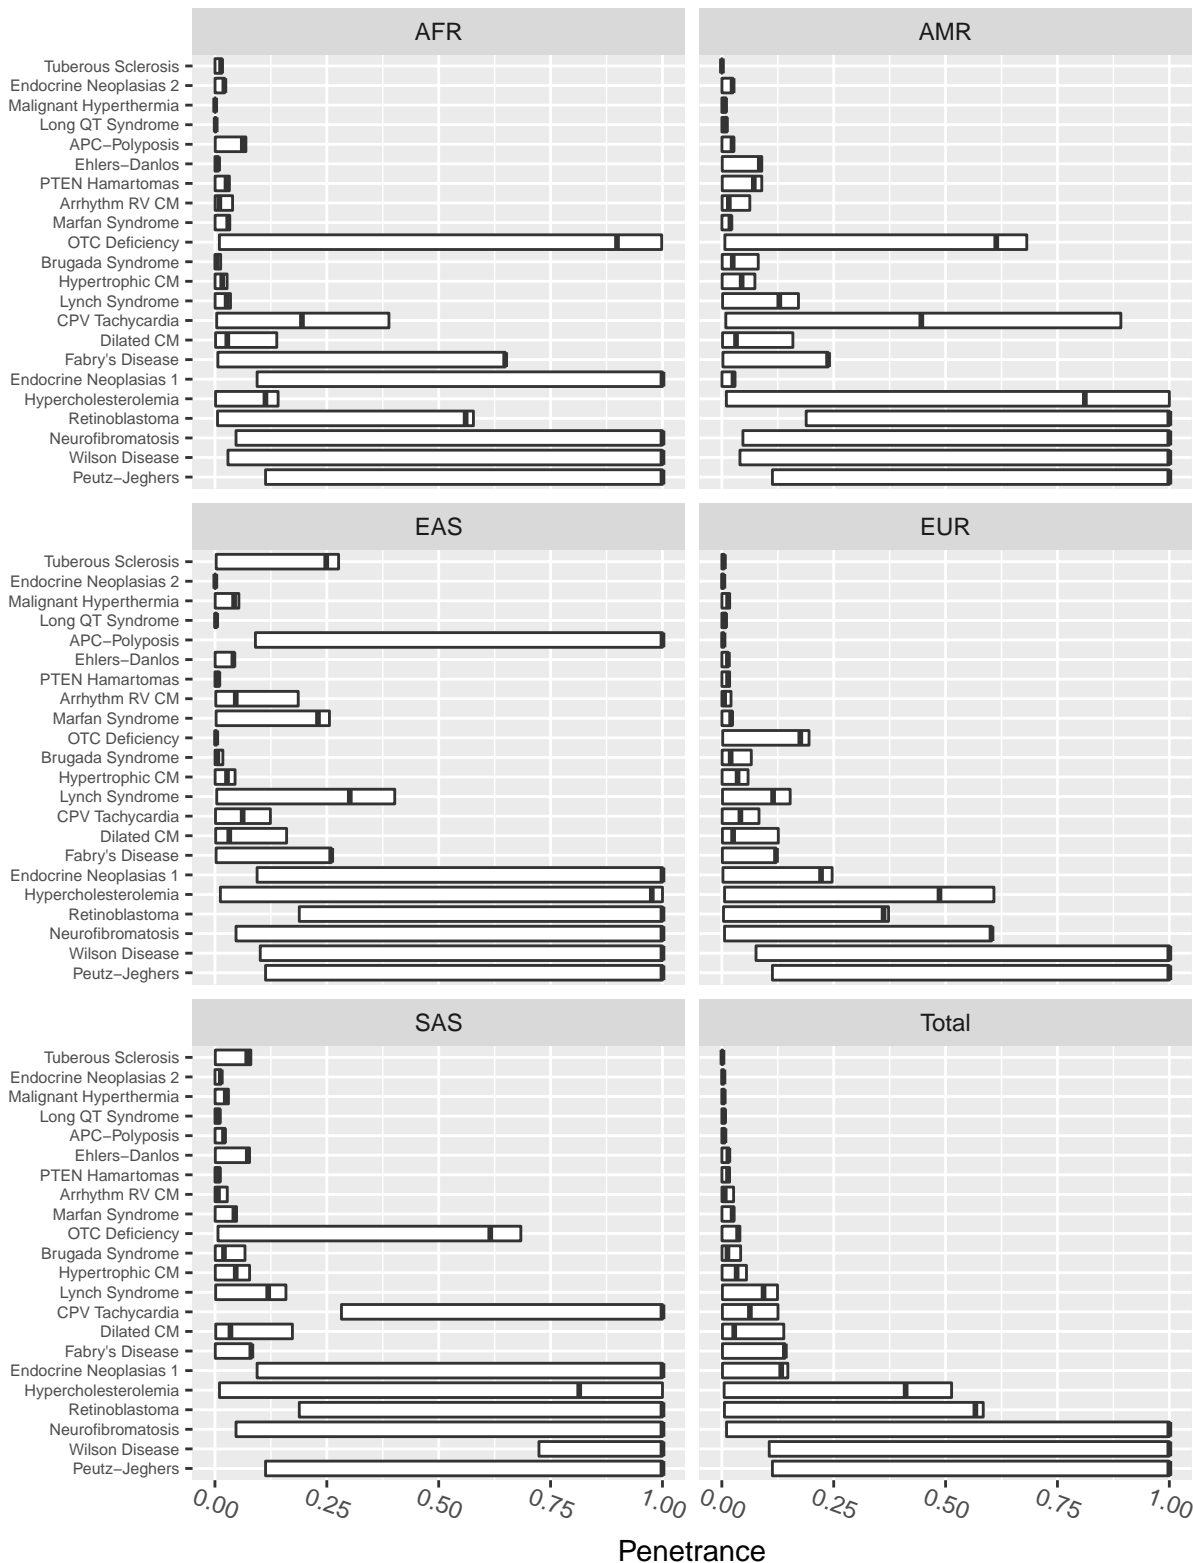 AFR AMR
Tuberous Sclerosis
Endocrine Neoplasias 2
Malignant Hyperthermia
Long QT Syndrome
APC−Polyposis
Ehlers−Danlos
PTEN Hamartomas
Arrhythm RV CM
Marfan Syndrome
OTC Deficiency
Brugada Syndrome
Hypertrophic CM
Lynch Syndrome
CPV Tachycardia
Dilated CM
Fabry's Disease
Endocrine Neoplasias 1
Hypercholesterolemia
Retinoblastoma
Neurofibromatosis
Wilson Disease
Peutz−Jeghers
EAS EUR
Tuberous Sclerosis
Endocrine Neoplasias 2
Malignant Hyperthermia
Long QT Syndrome
APC−Polyposis
Ehlers−Danlos
PTEN Hamartomas
Arrhythm RV CM
Marfan Syndrome
OTC Deficiency
Brugada Syndrome
Hypertrophic CM
Lynch Syndrome
CPV Tachycardia
Dilated CM
Fabry's Disease
Endocrine Neoplasias 1
Hypercholesterolemia
Retinoblastoma
Neurofibromatosis
Wilson Disease
Peutz−Jeghers
SAS Total
Tuberous Sclerosis
Endocrine Neoplasias 2
Malignant Hyperthermia
Long QT Syndrome
APC−Polyposis
Ehlers−Danlos
PTEN Hamartomas
Arrhythm RV CM
Marfan Syndrome
OTC Deficiency
Brugada Syndrome
Hypertrophic CM
Lynch Syndrome
CPV Tachycardia
Dilated CM
Fabry's Disease
Endocrine Neoplasias 1
Hypercholesterolemia
Retinoblastoma
Neurofibromatosis
Wilson Disease
Peutz−Jeghers
0.00 0.25 0.50 0.75 1.00 0.00 0.25 0.50 0.75 1.00
Penetrance